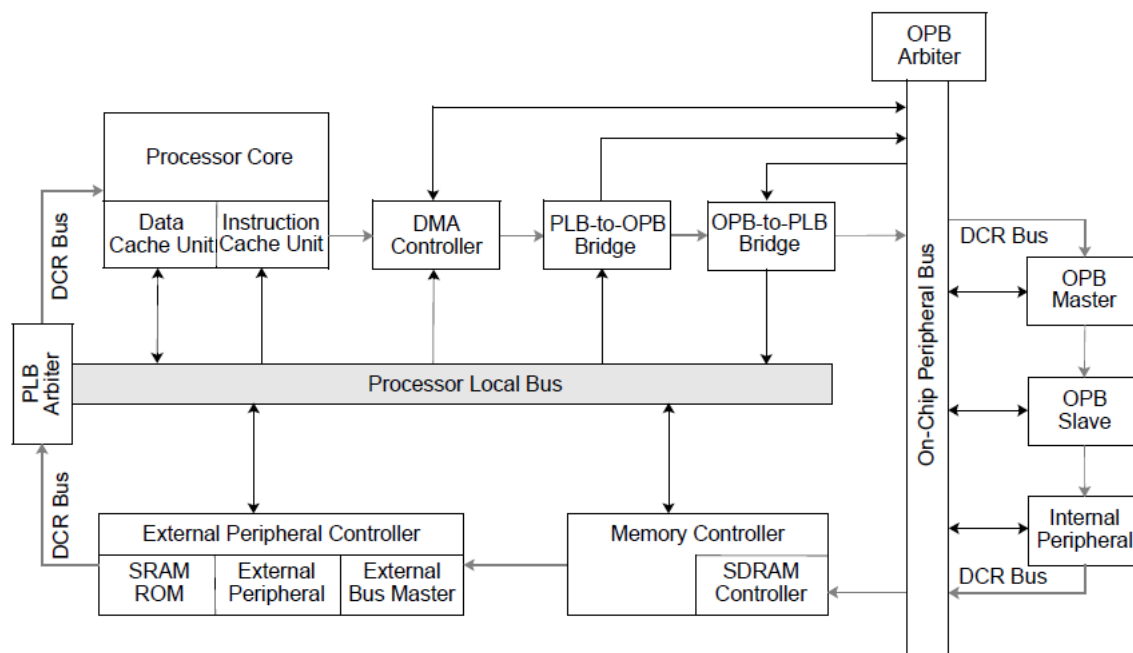 OPB
Arbiter
Processor Core
Data
Cache Unit
Instruction
Cache Unit
DMA
Controller
PLB-to-OPB
Bridge
OPB-to-PLB
Bridge
DCR Bus
DCR Bus
OPB
Master
PLB
Arbiter
Processor Local Bus
On-Chip Peripheral Bus
OPB
Slave
DCR Bus
External Peripheral Controller
SRAM
ROM
External
Peripheral
External
Bus Master
Memory Controller
SDRAM
Controller
Internal
Peripheral
DCR Bus